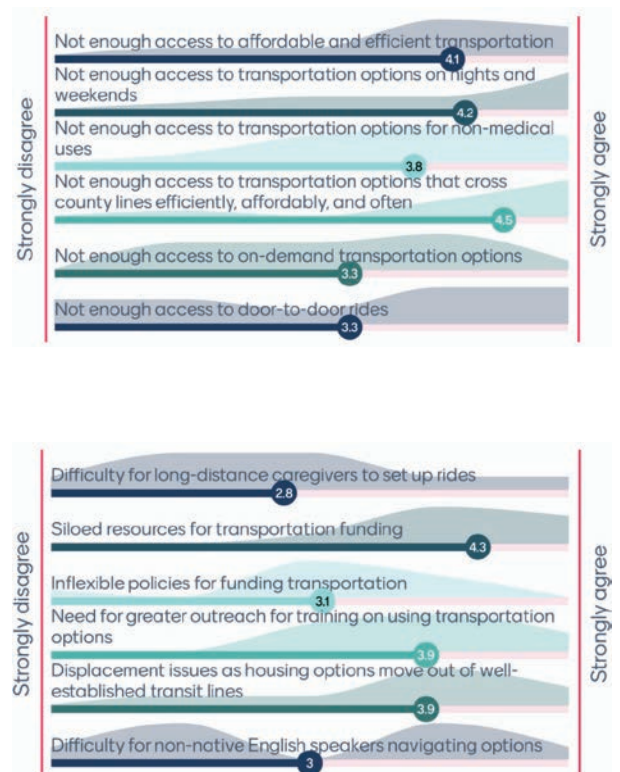 Strongly disagree
Not enough access to affordable and efficient transportation
4.1
Not enough access to transportation options on nights and
weekends
4.2
Not enough access to transportation options for non-medical
uses
3.8
Not enough access to transportation options that cross
county lines efficiently, affordably, and often
4.5
Not enough access to on-demand transportation options
3.3
Not enough access to door-to-door rides
3.3
Strongly agree
Strongly disagree
Difficulty for long-distance caregivers to set up rides
2.8
Siloed resources for transportation funding
4.3
Inflexible policies for funding transportation
3.1
Need for greater outreach for training on using transportation
options
3.9
Displacement issues as housing options move out of well-
established transit lines
3.9
Difficulty for non-native English speakers navigating options
3
Strongly agree